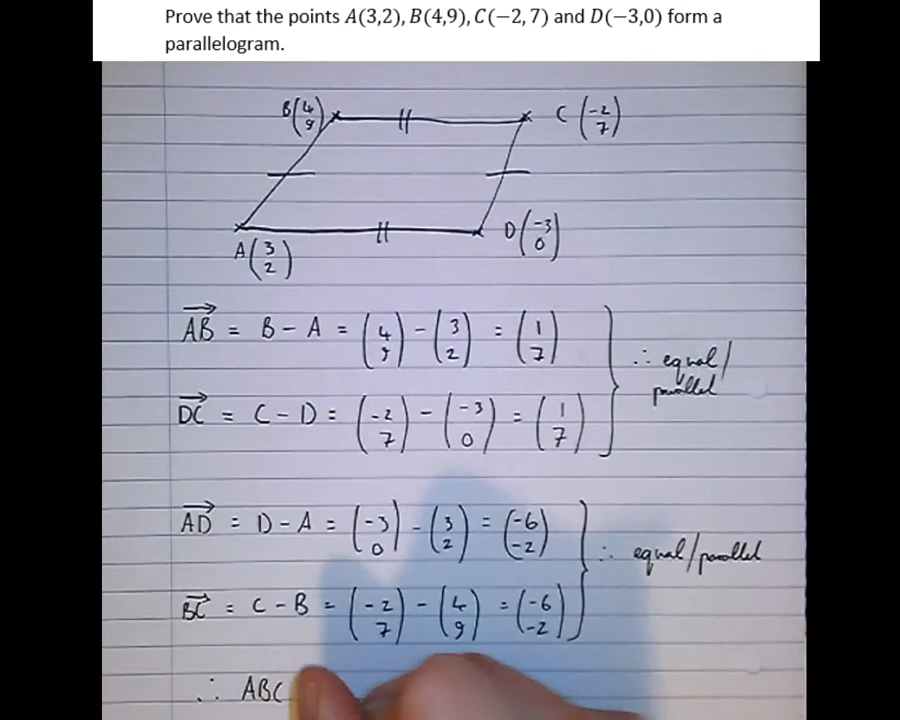 Prove that the points A(3,2), B(4,9), C(−2,7) and D(−3,0) form a
parallelogram.
B(4 9) C(-2 7)
A(3 2) D(-3 0)
AB = B - A = (4 9) - (3 2) = (1 7)
∴ equal/
parallel
DC = C - D = (-2 7) - (-3 0) = (1 7)
AD = D - A = (-3 0) - (3 2) = (-6 -2)
∴ equal/parallel
BC = C - B = (-2 7) - (4 9) = (-6 -2)
∴ ABC